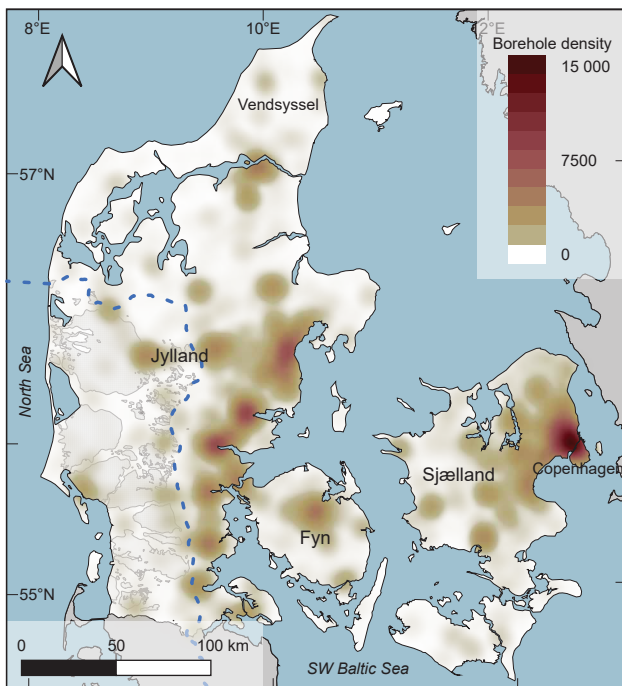 8°E
10°E
2°E
Borehole density
15 000
7500
0
Vendsyssel
57°N
Jylland
North Sea
Sjælland
Copenhagen
Fyn
55°N
0
50
100 km
SW Baltic Sea